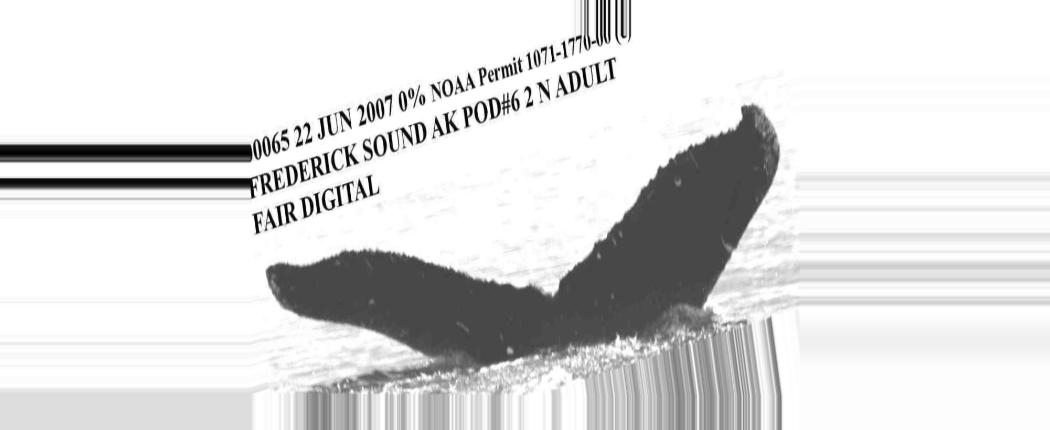 0065 22 JUN 2007 0% NOAA Permit 1071-1770-00 (U)
FREDERICK SOUND AK POD#6 2 N ADULT
FAIR DIGITAL